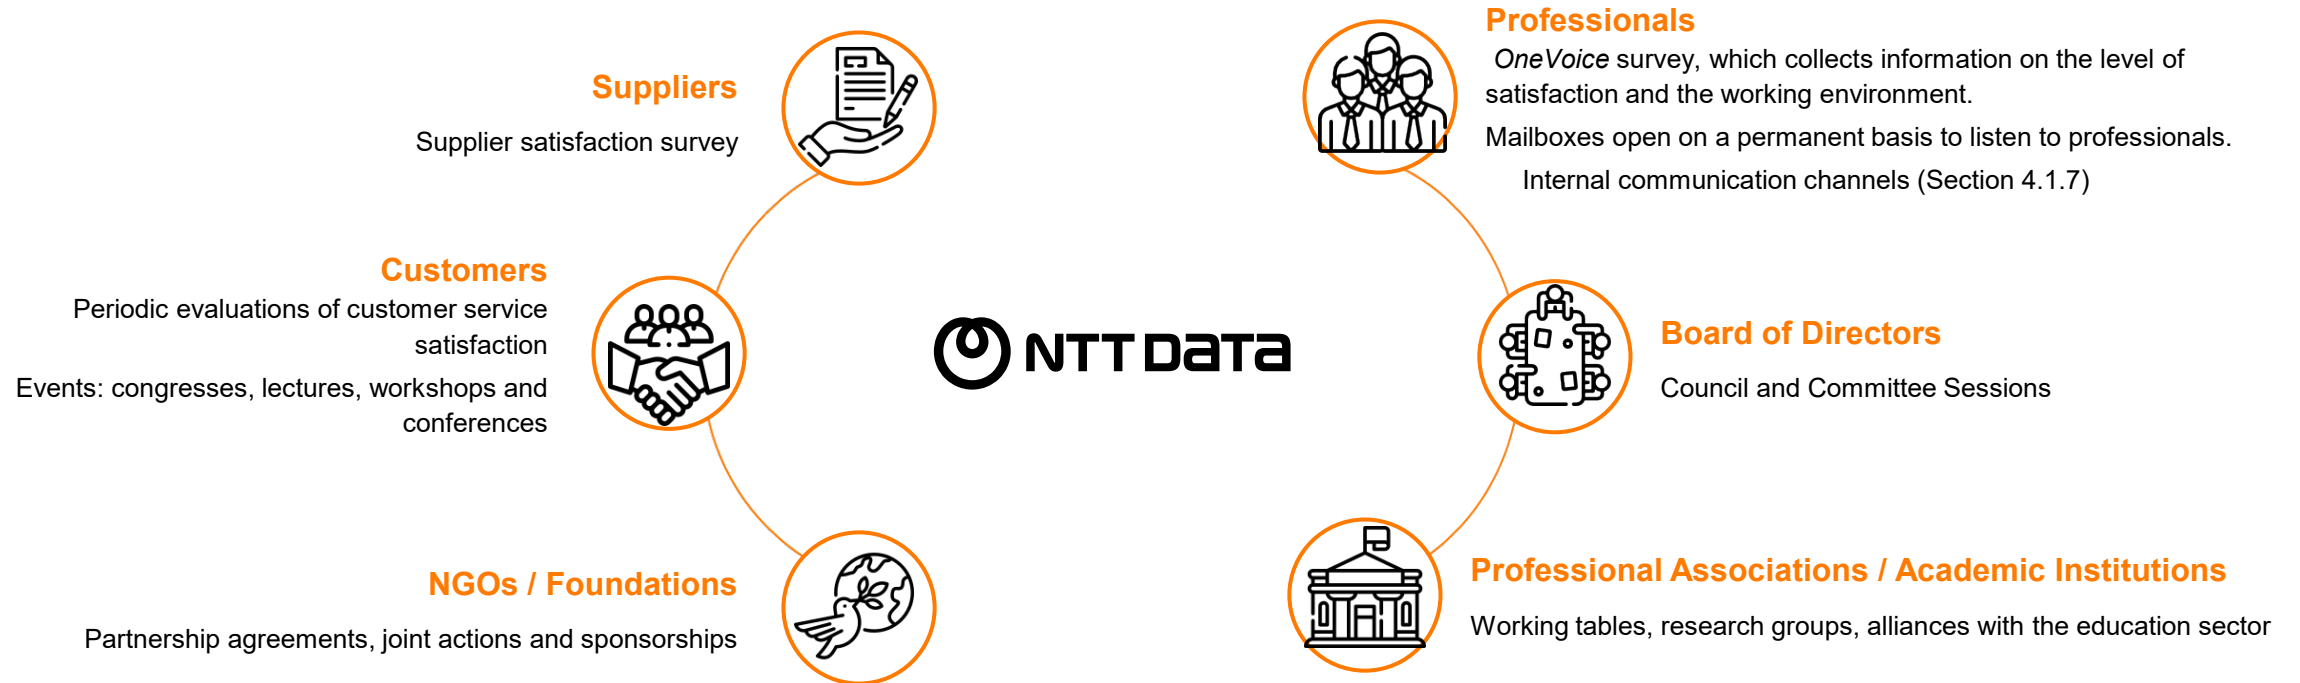 Suppliers
Supplier satisfaction survey
Customers
Periodic evaluations of customer service
satisfaction
Events: congresses, lectures, workshops and
conferences
NGOs / Foundations
Partnership agreements, joint actions and sponsorships
NTT DATA
Professionals
OneVoice survey, which collects information on the level of
satisfaction and the working environment.
Mailboxes open on a permanent basis to listen to professionals.
Internal communication channels (Section 4.1.7)
Board of Directors
Council and Committee Sessions
Professional Associations / Academic Institutions
Working tables, research groups, alliances with the education sector